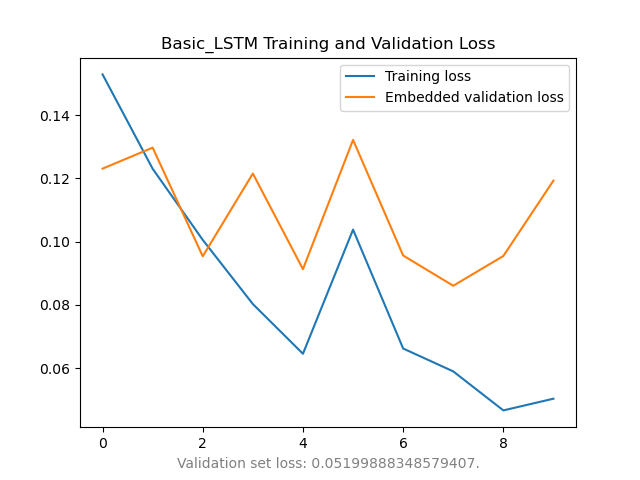 Basic_LSTM Training and Validation Loss
Training loss
Embedded validation loss
0.14
0.12
0.10
0.08
0.06
0 2 4 6 8
Validation set loss: 0.05199888348579407.